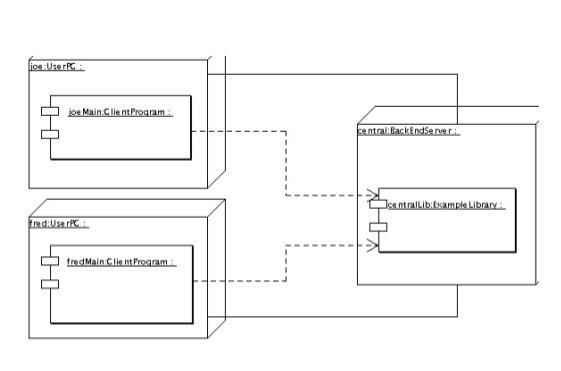 joe:UserPC :
joeMain:ClientProgram :
central:BackEndServer :
centralLib:ExampleLibrary :
fred:UserPC :
fredMain:ClientProgram :